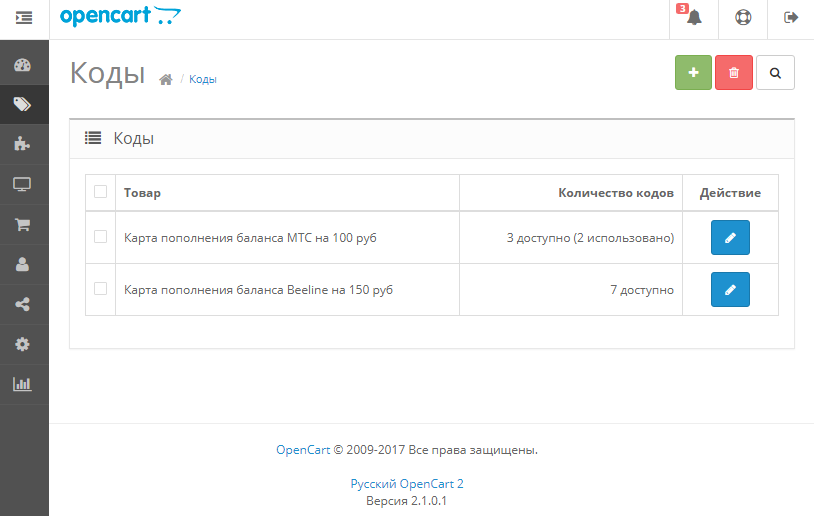 opencart
3
Коды
/ Коды
Коды
Товар Количество кодов Действие
Карта пополнения баланса МТС на 100 руб 3 доступно (2 использовано)
Карта пополнения баланса Beeline на 150 руб 7 доступно
OpenCart © 2009-2017 Все права защищены.
Русский OpenCart 2
Версия 2.1.0.1